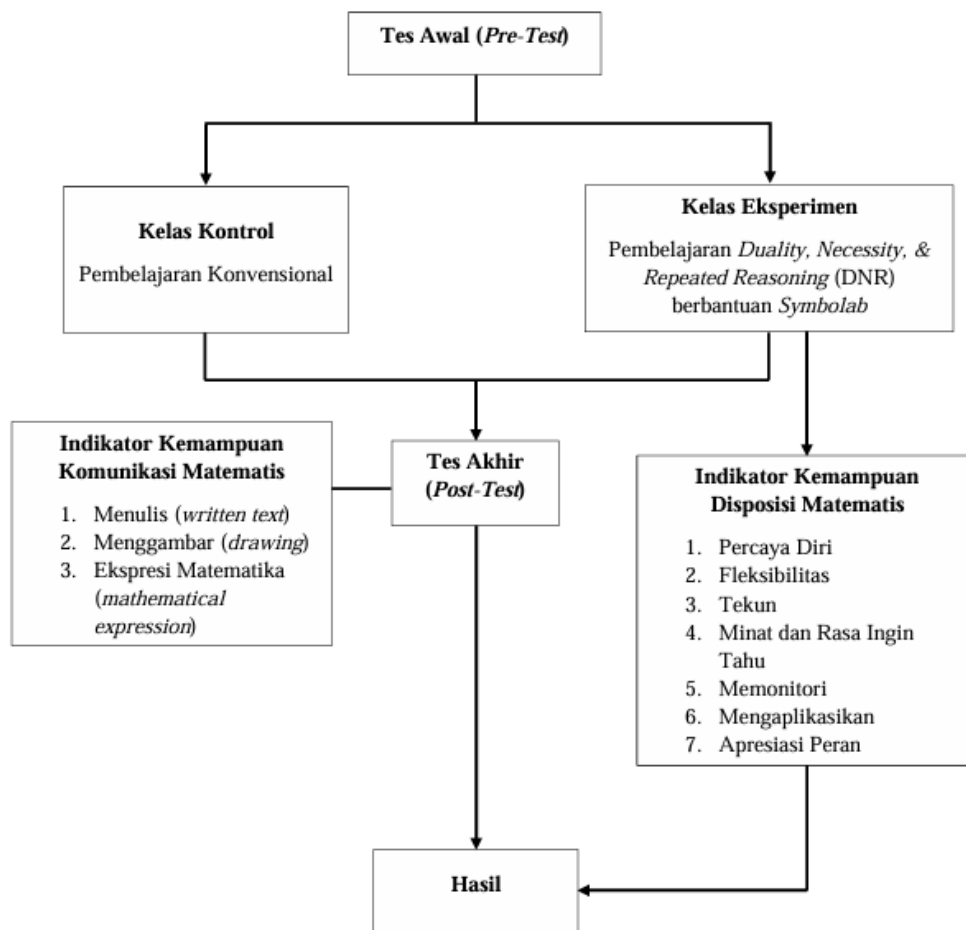 Tes Awal (Pre-Test)
Kelas Kontrol
Pembelajaran Konvensional
Kelas Eksperimen
Pembelajaran Duality, Necessity, &
Repeated Reasoning (DNR)
berbantuan Symbolab
Indikator Kemampuan
Komunikasi Matematis
1. Menulis (written text)
2. Menggambar (drawing)
3. Ekspresi Matematika
(mathematical
expression)
Tes Akhir
(Post-Test)
Indikator Kemampuan
Disposisi Matematis
1. Percaya Diri
2. Fleksibilitas
3. Tekun
4. Minat dan Rasa Ingin
Tahu
5. Memonitori
6. Mengaplikasikan
7. Apresiasi Peran
Hasil